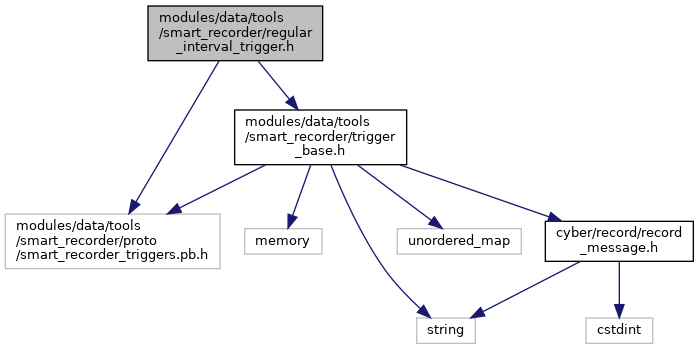 modules/data/tools
/smart_recorder/regular
_interval_trigger.h
modules/data/tools
/smart_recorder/trigger
_base.h
modules/data/tools
/smart_recorder/proto
/smart_recorder_triggers.pb.h
memory
unordered_map
cyber/record/record
_message.h
string
cstdint